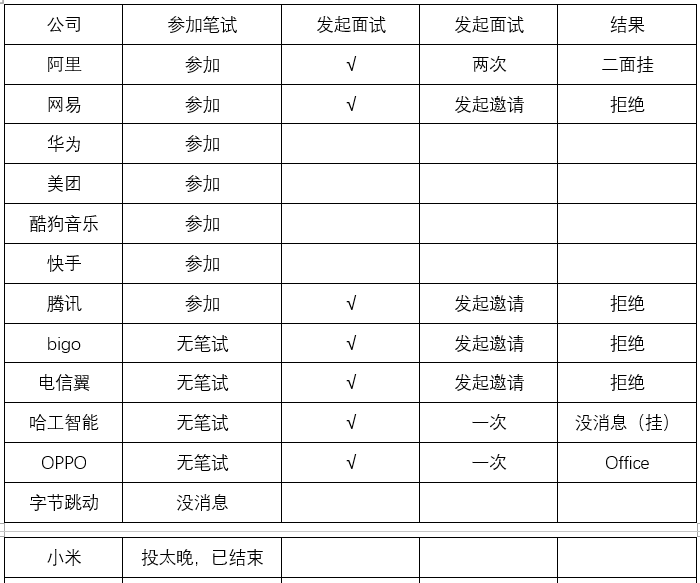 公司 参加笔试 发起面试 发起面试 结果
阿里 参加 √ 两次 二面挂
网易 参加 √ 发起邀请 拒绝
华为 参加
美团 参加
酷狗音乐 参加
快手 参加
腾讯 参加 √ 发起邀请 拒绝
bigo 无笔试 √ 发起邀请 拒绝
电信翼 无笔试 √ 发起邀请 拒绝
哈工智能 无笔试 √ 一次 没消息（挂）
OPPO 无笔试 √ 一次 Office
字节跳动 没消息
小米 投太晚，已结束